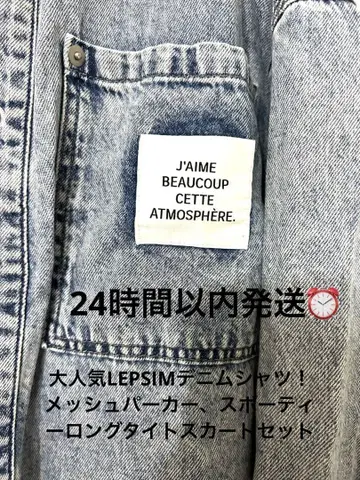 J'AIME
BEAUCOUP
CETTE
ATMOSPHÈRE.
24時間以内発送⏰
大人気LEPSIMデニムシャツ！
メッシュパーカー、スポーティ
ーロングタイトスカートセット